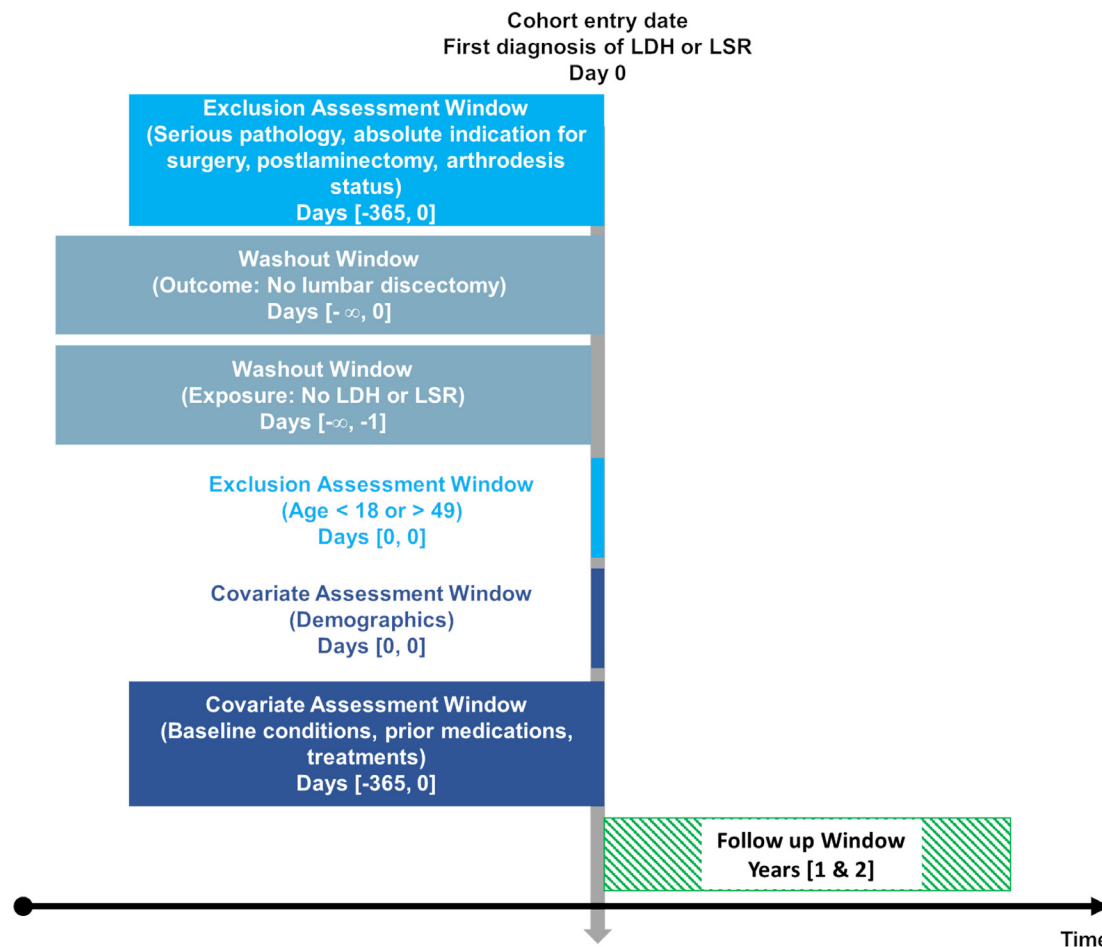 Cohort entry date
First diagnosis of LDH or LSR
Day 0
Exclusion Assessment Window
(Serious pathology, absolute indication for
surgery, postlaminectomy, arthrodesis
status)
Days [-365, 0]
Washout Window
(Outcome: No lumbar discectomy)
Days [- ∞, 0]
Washout Window
(Exposure: No LDH or LSR)
Days [-∞, -1]
Exclusion Assessment Window
(Age < 18 or > 49)
Days [0, 0]
Covariate Assessment Window
(Demographics)
Days [0, 0]
Covariate Assessment Window
(Baseline conditions, prior medications,
treatments)
Days [-365, 0]
Follow up Window
Years [1 & 2]
Time